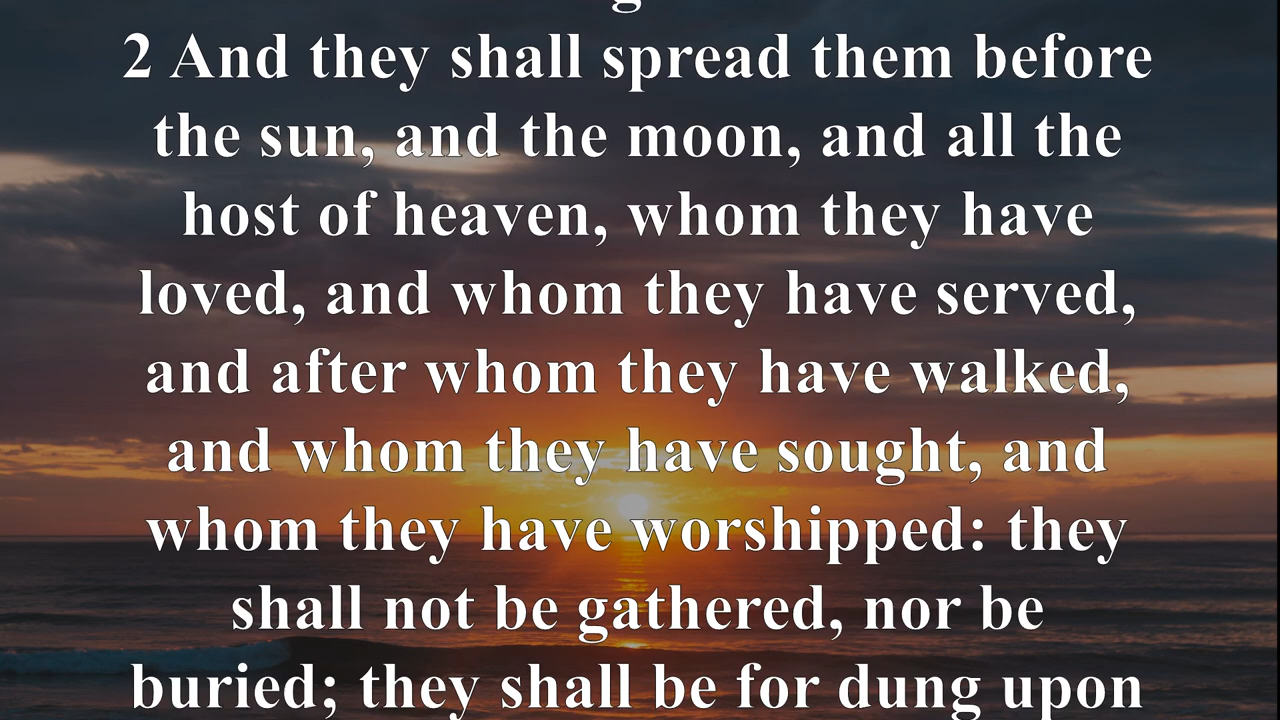 2 And they shall spread them before
the sun, and the moon, and all the
host of heaven, whom they have
loved, and whom they have served,
and after whom they have walked,
and whom they have sought, and
whom they have worshipped: they
shall not be gathered, nor be
buried; they shall be for dung upon